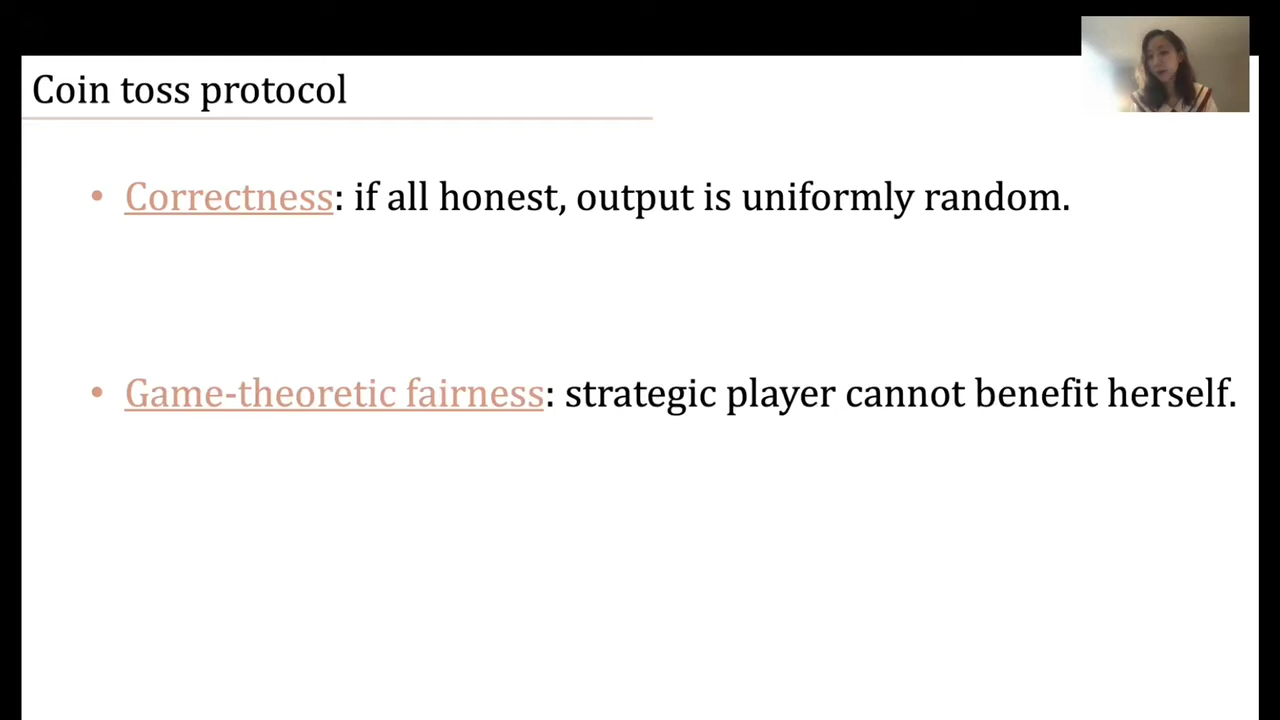 Coin toss protocol
• Correctness: if all honest, output is uniformly random.
• Game-theoretic fairness: strategic player cannot benefit herself.